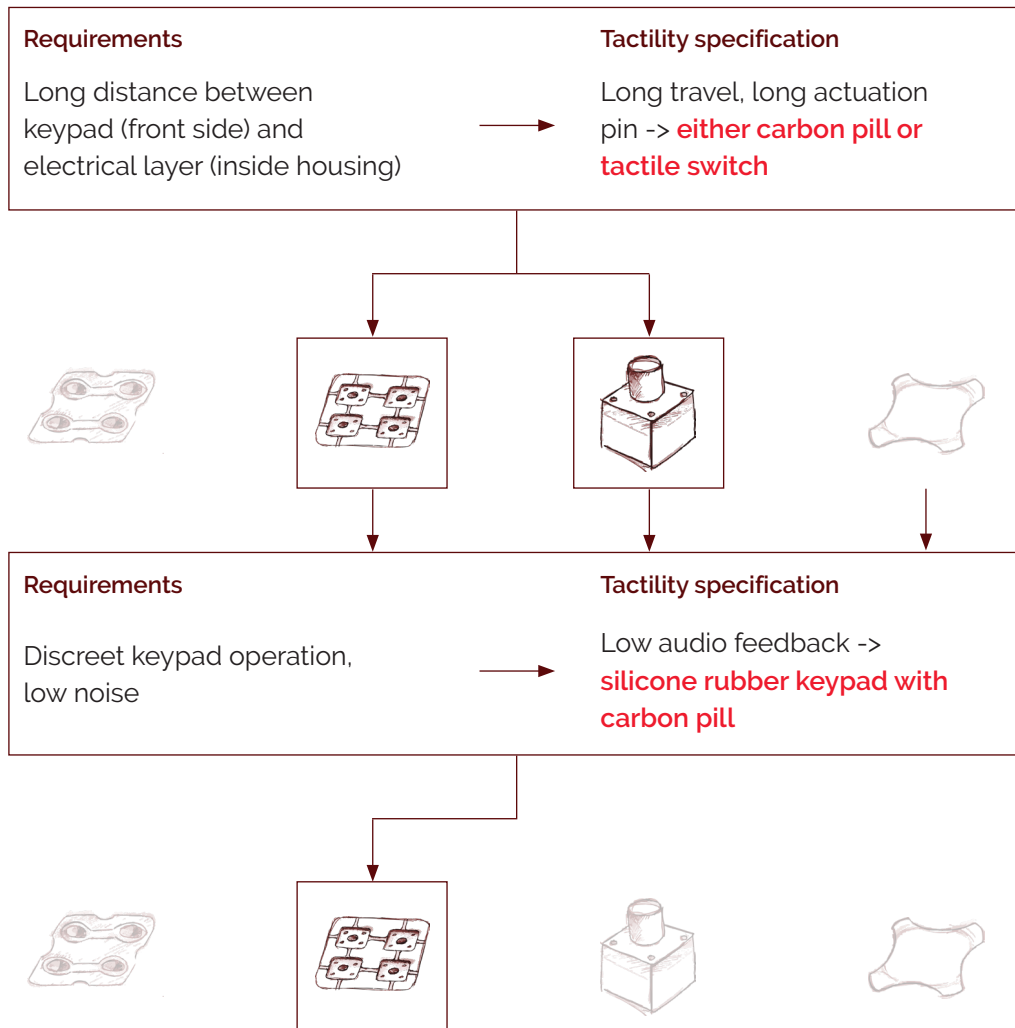 Requirements
Tactility specification
Long distance between
keypad (front side) and
electrical layer (inside housing)
Long travel, long actuation
pin -> either carbon pill or
tactile switch
Requirements
Tactility specification
Discreet keypad operation,
low noise
Low audio feedback ->
silicone rubber keypad with
carbon pill